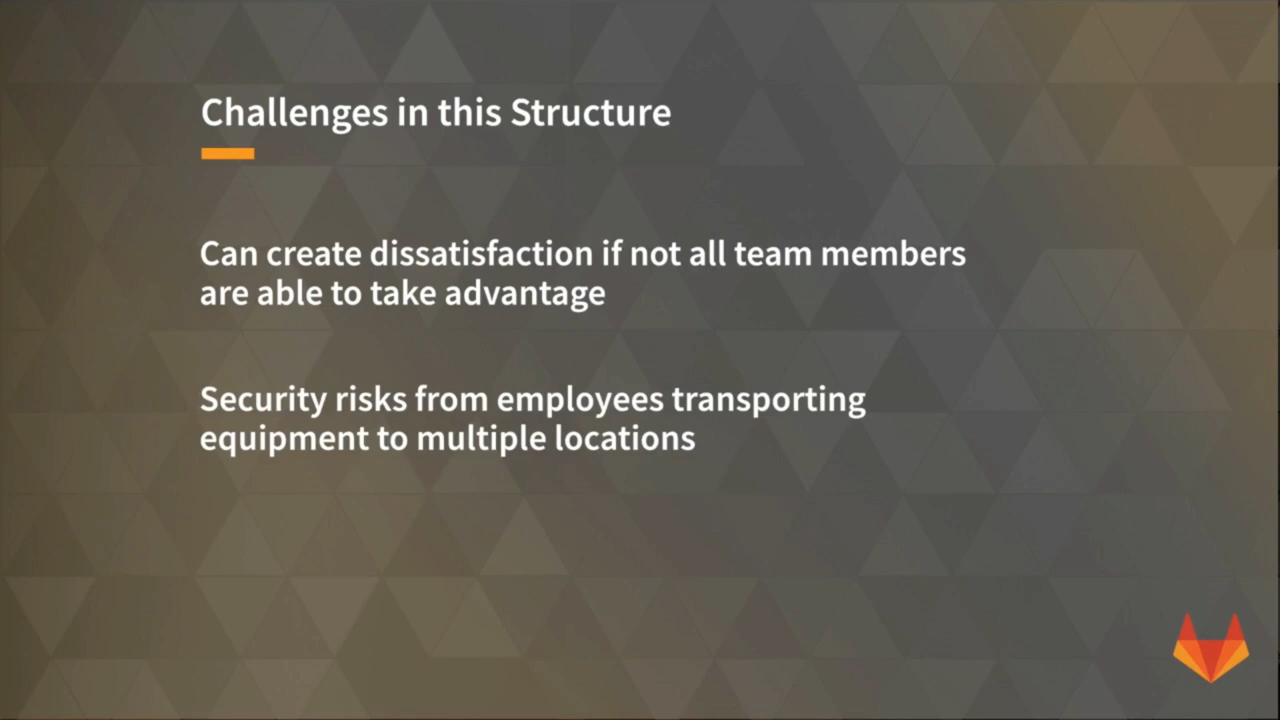 Challenges in this Structure
Can create dissatisfaction if not all team members
are able to take advantage
Security risks from employees transporting
equipment to multiple locations